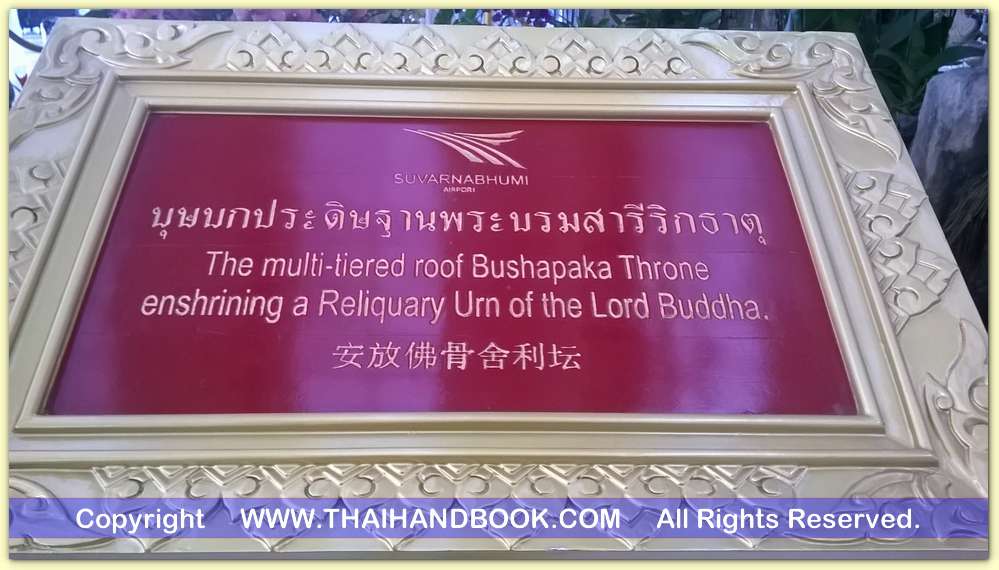 SUVARNABHUMI
AIRPORT
บุษบกประดิษฐานพระบรมสารีริกธาตุ
The multi-tiered roof Bushapaka Throne
enshrining a Reliquary Urn of the Lord Buddha.
安放佛骨舍利坛
Copyright WWW.THAIHANDBOOK.COM All Rights Reserved.